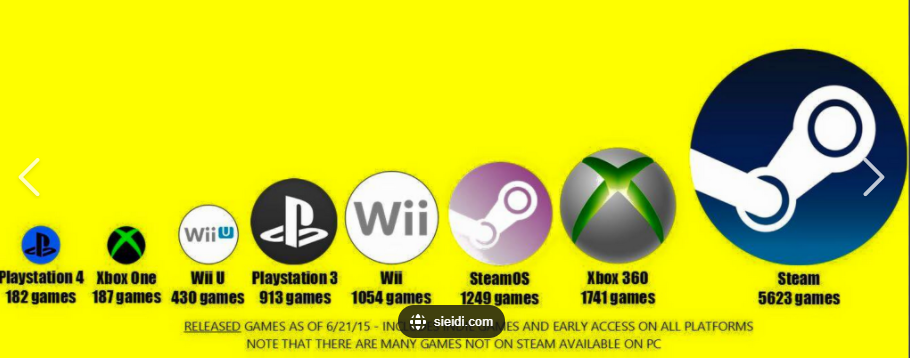 Wii U
Wii
Playstation 4
182 games
Xbox One
187 games
Wii U
430 games
Playstation 3
913 games
Wii
1054 games
SteamOS
1249 games
Xbox 360
1741 games
Steam
5623 games
sieidi.com
RELEASED GAMES AS OF 6/21/15 - GAMES AND EARLY ACCESS ON ALL PLATFORMS
NOTE THAT THERE ARE MANY GAMES NOT ON STEAM AVAILABLE ON PC